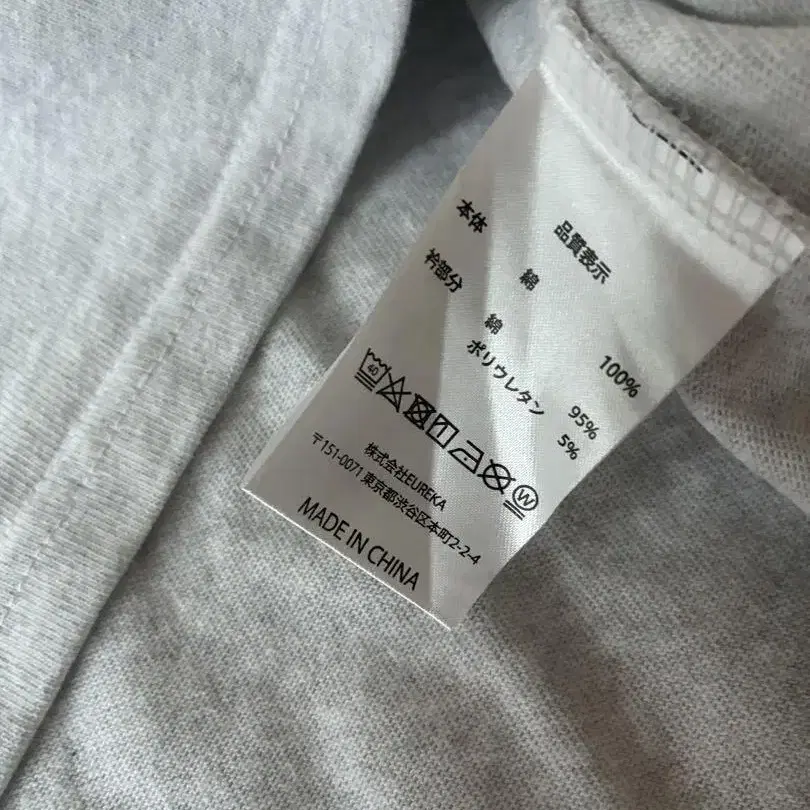 品質表示
本体 綿 100%
衿部分 綿 95%
ポリウレタン 5%
40
W
株式会社EUREKA
〒151-0071 東京都渋谷区本町2-2-4
MADE IN CHINA